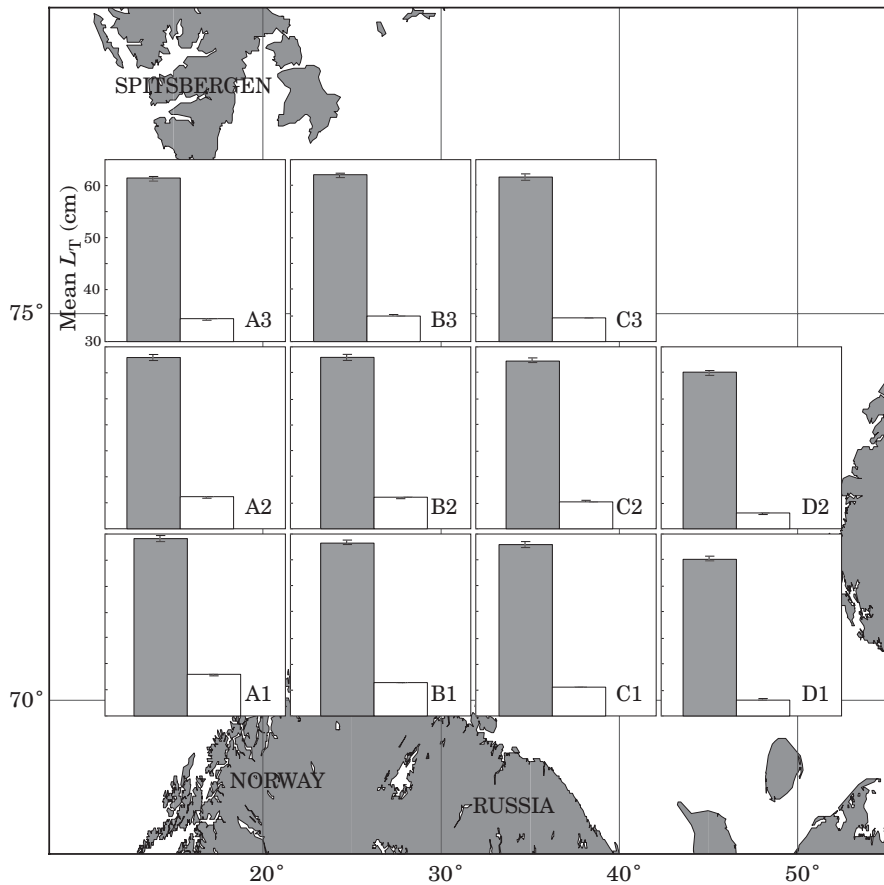 SPITSBERGEN
Mean L_T (cm)
60
50
40
30
A3
B3
C3
75°
A2
B2
C2
D2
A1
B1
C1
D1
70°
NORWAY
RUSSIA
20°
30°
40°
50°